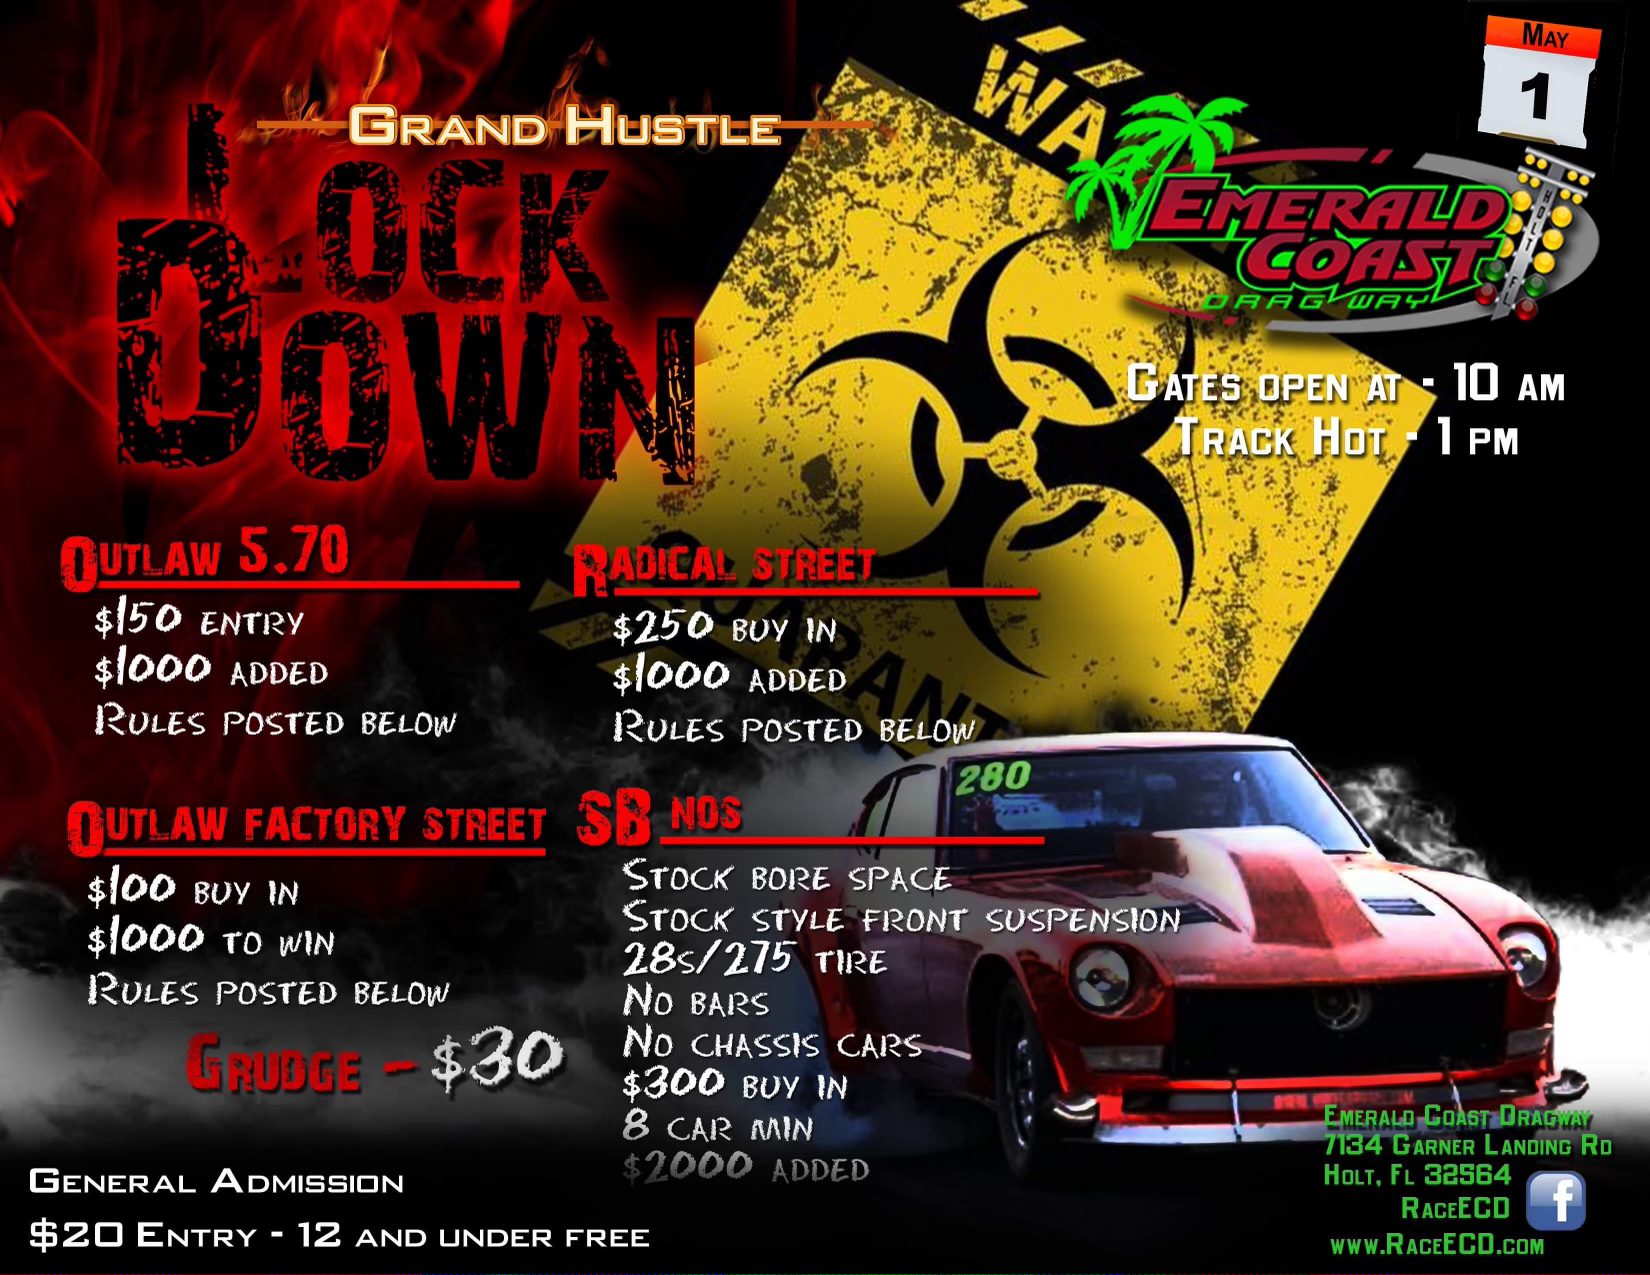 Grand Hustle
Lock
Down
WA
May
1
Emerald
Coast
Drag Way
Holt FL
Gates open at - 10 am
Track Hot - 1 pm
Outlaw 5.70
$150 entry
$1000 added
Rules posted below
Radical street
$250 buy in
$1000 added
Rules posted below
QUARANT
Outlaw factory street
$100 buy in
$1000 to win
Rules posted below
SB nos
Stock bore space
Stock style front suspension
28s/275 tire
No bars
No chassis cars
$300 buy in
8 car min
$2000 added
280
Grudge - $30
General Admission
$20 Entry - 12 and under free
Emerald Coast Dragway
7134 Garner Landing Rd
Holt, Fl 32564
RaceECD
f
www.RaceECD.com